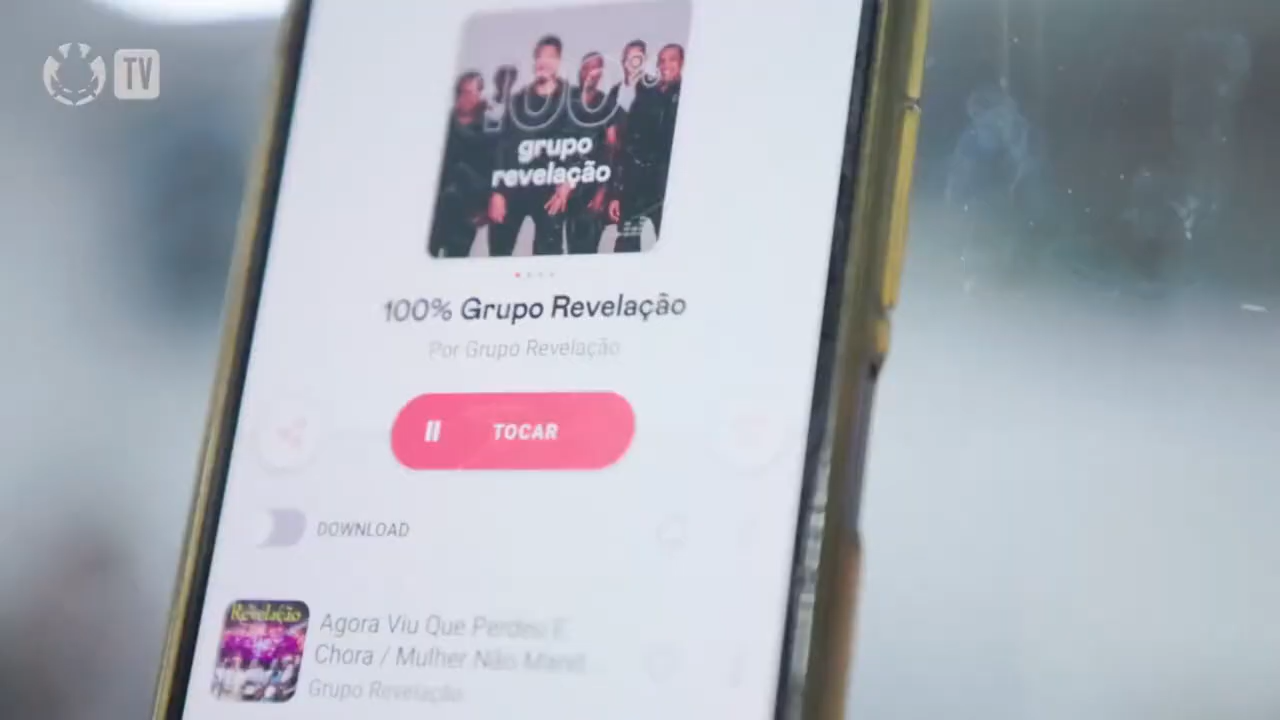 TV
100%
grupo
revelação
100% Grupo Revelação
Por Grupo Revelação
TOCAR
DOWNLOAD
Revelação
Agora Viu Que Perdeu E
Chora / Mulher Não Manet...
Grupo Revelação